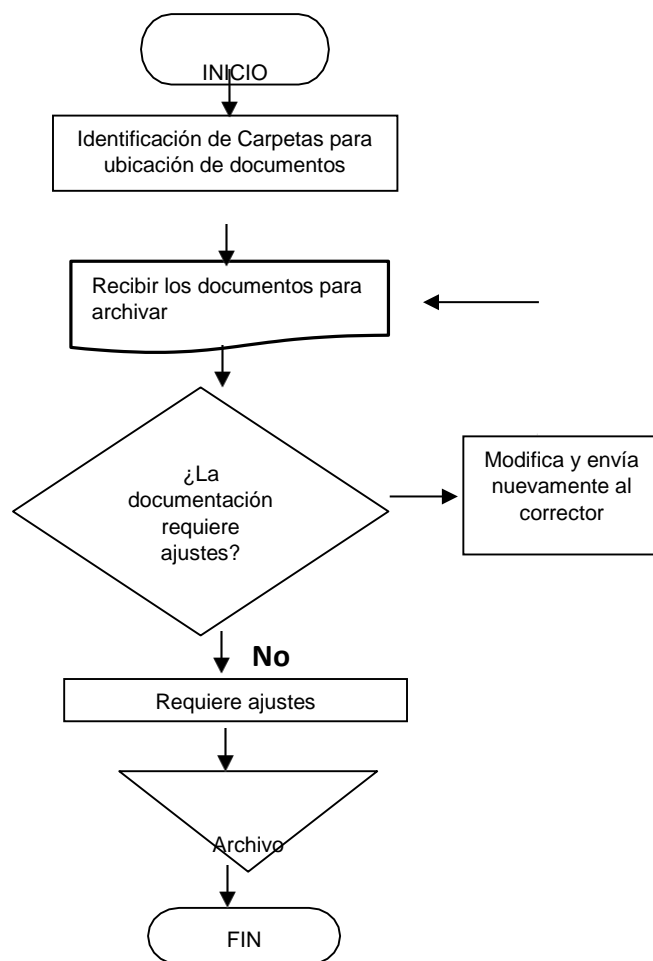 INICIO
Identificación de Carpetas para
ubicación de documentos
Recibir los documentos para
archivar
¿La
documentación
requiere
ajustes?
Modifica y envía
nuevamente al
corrector
No
Requiere ajustes
Archivo
FIN